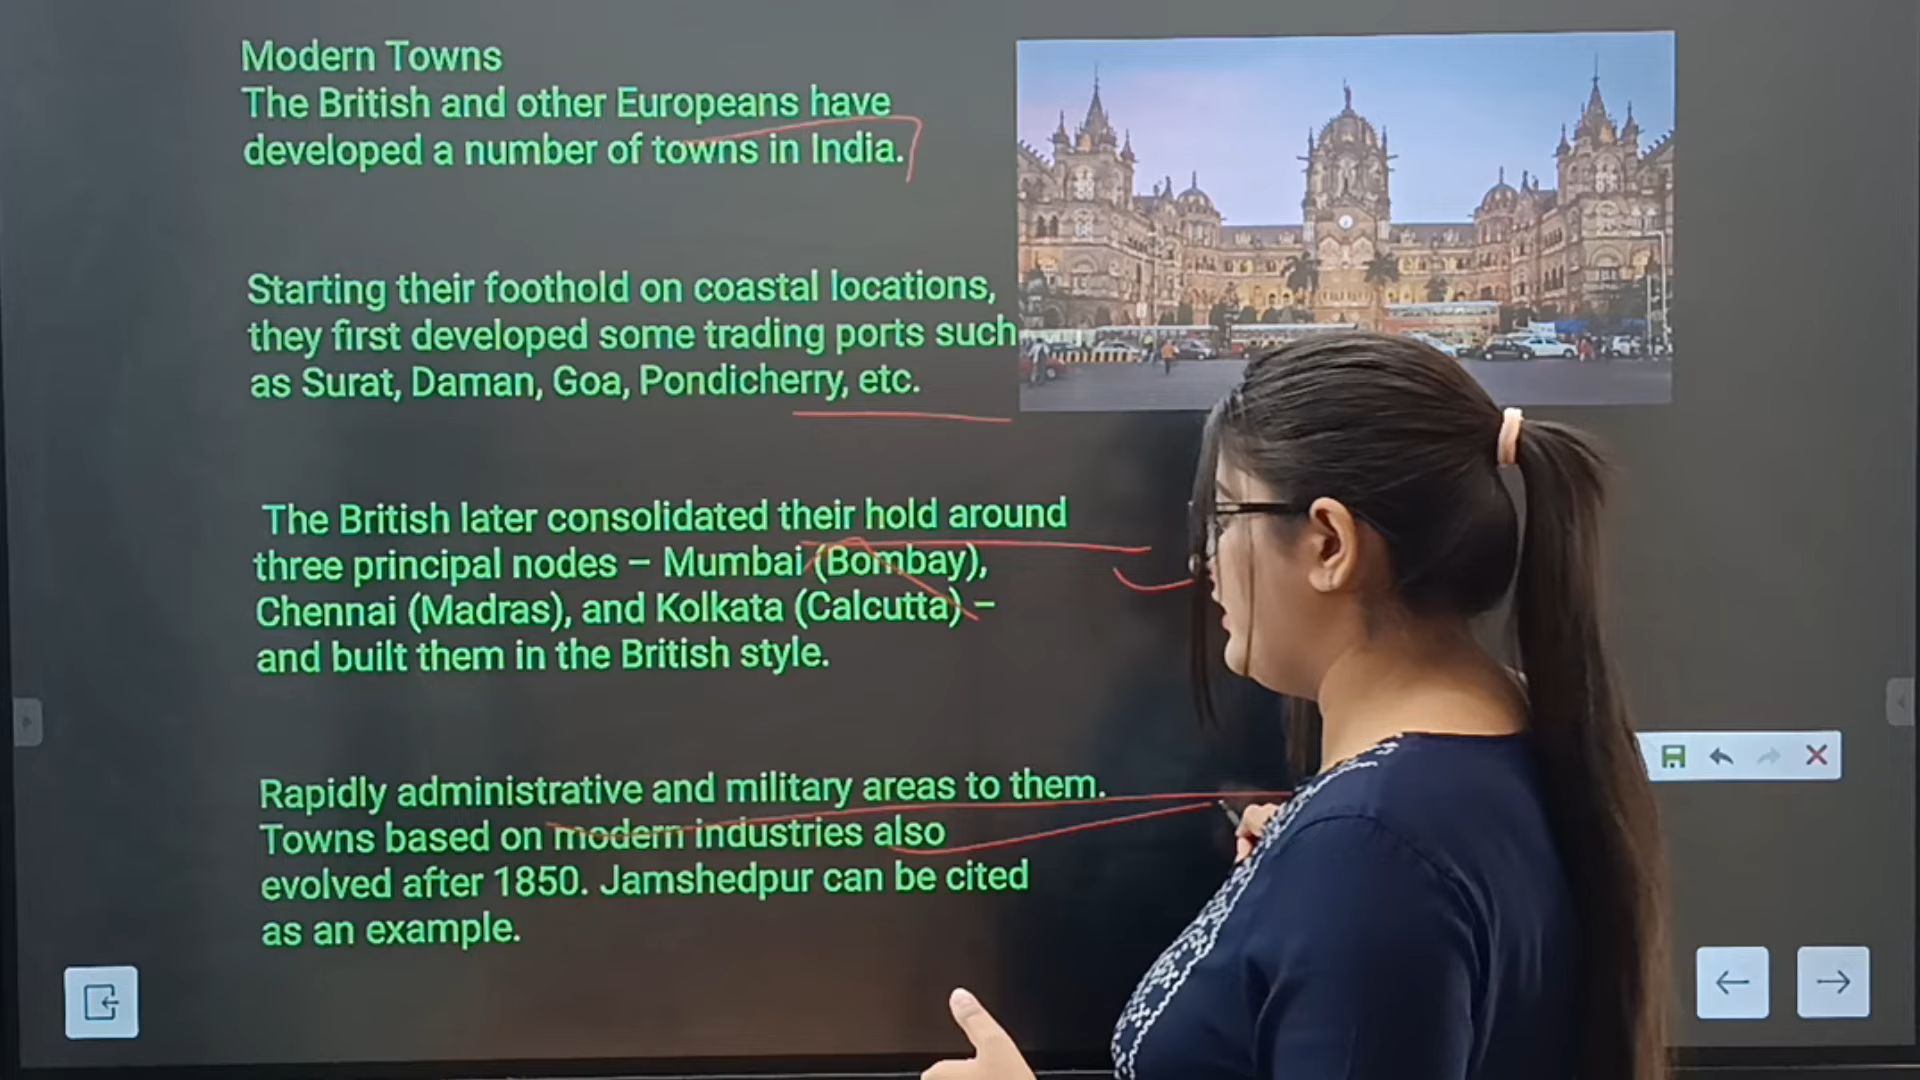 Modern Towns
The British and other Europeans have
developed a number of towns in India.
Starting their foothold on coastal locations,
they first developed some trading ports such
as Surat, Daman, Goa, Pondicherry, etc.
The British later consolidated their hold around
three principal nodes – Mumbai (Bombay),
Chennai (Madras), and Kolkata (Calcutta) –
and built them in the British style.
Rapidly administrative and military areas to them.
Towns based on modern industries also
evolved after 1850. Jamshedpur can be cited
as an example.